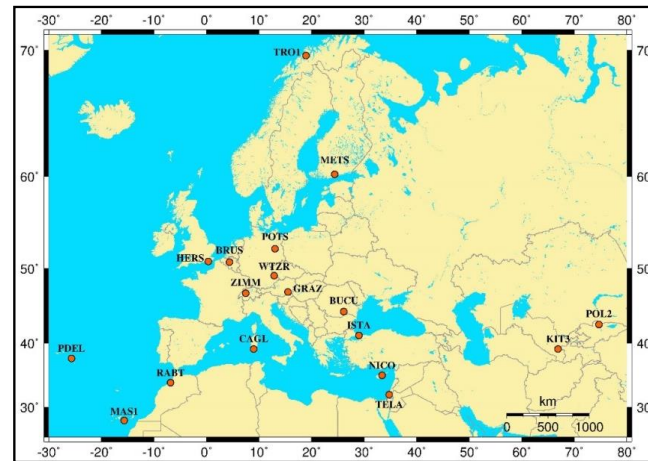 -30° -20° -10° 0° 10° 20° 30° 40° 50° 60° 70° 80°
70° TRO1 70°
METS
60° 60°
POTS
HERS BRUS
50° WTZR 50°
ZIMM GRAZ
BUCU
ISTA POL2
40° CAGL KIT3 40°
PDEL
RABT NICO
TELA km
30° MAS1 0 1000 30°
-30° -20° -10° 0° 10° 20° 30° 40° 50° 60° 70° 80°